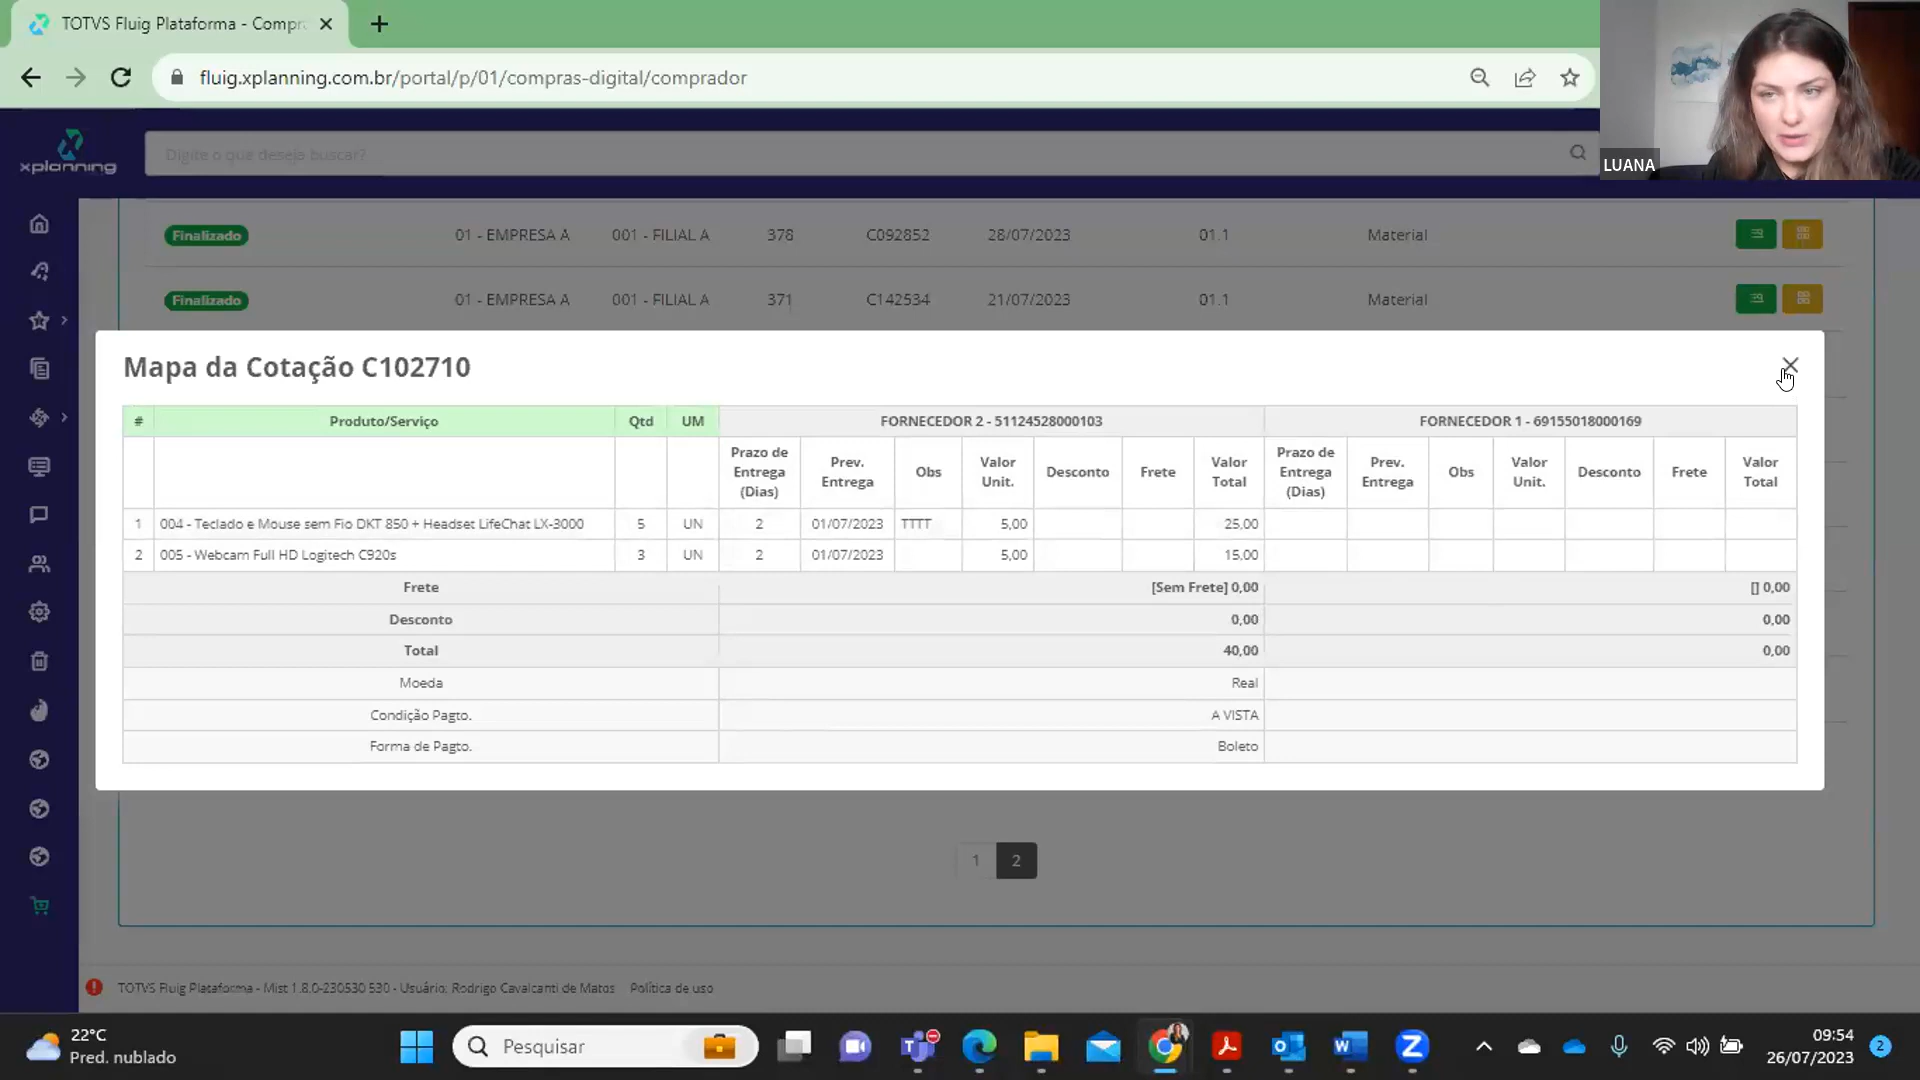 TOTVS Fluig Plataforma - Compr
fluig.xplanning.com.br/portal/p/01/compras-digital/comprador
LUANA
xplanning
Digite o que deseja buscar?
Finalizado 01 - EMPRESA A 001 - FILIAL A 378 C092852 28/07/2023 01.1 Material
Finalizado 01 - EMPRESA A 001 - FILIAL A 371 C142534 21/07/2023 01.1 Material
Mapa da Cotação C102710
# Produto/Serviço Qtd UM FORNECEDOR 2 - 51124528000103 FORNECEDOR 1 - 69155018000169
Prazo de Entrega (Dias) Prev. Entrega Obs Valor Unit. Desconto Frete Valor Total Prazo de Entrega (Dias) Prev. Entrega Obs Valor Unit. Desconto Frete Valor Total
1 004 - Teclado e Mouse sem Fio DKT 850 + Headset LifeChat LX-3000 5 UN 2 01/07/2023 TTTT 5,00 25,00
2 005 - Webcam Full HD Logitech C920s 3 UN 2 01/07/2023 5,00 15,00
Frete [Sem Frete] 0,00 [] 0,00
Desconto 0,00 0,00
Total 40,00 0,00
Moeda Real
Condição Pagto. A VISTA
Forma de Pagto. Boleto
1 2
TOTVS Fluig Plataforma - Mist 1.8.0-230530 530 - Usuário: Rodrigo Cavalcanti de Matos Política de uso
22°C
Pred. nublado
Pesquisar
09:54
26/07/2023
2